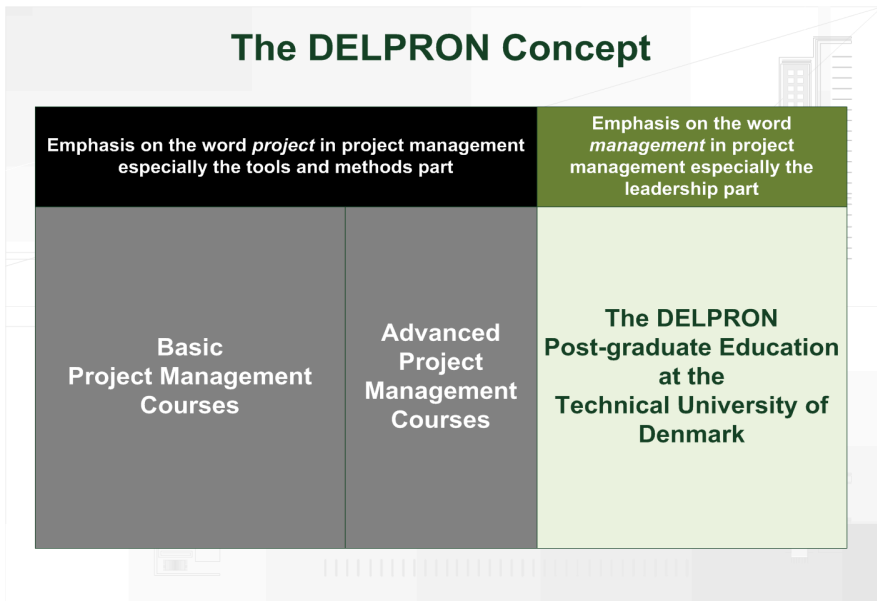 The DELPRON Concept
Emphasis on the word project in project management
especially the tools and methods part
Emphasis on the word
management in project
management especially the
leadership part
Basic
Project Management
Courses
Advanced
Project
Management
Courses
The DELPRON
Post-graduate Education
at the
Technical University of
Denmark